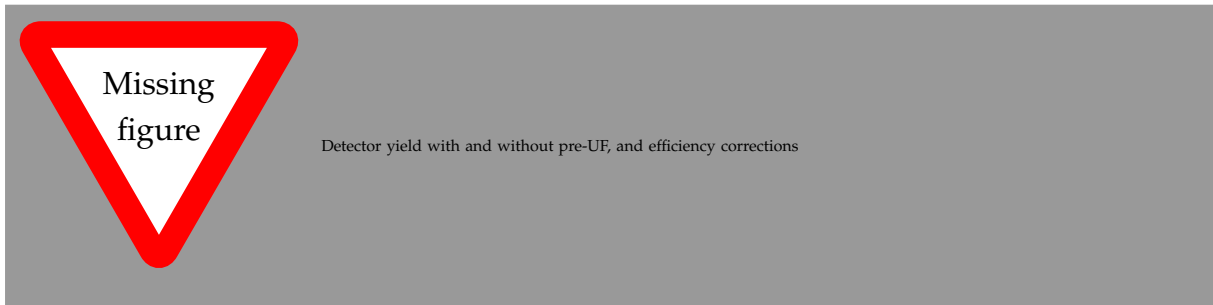 Missing
figure
Detector yield with and without pre-UF, and efficiency corrections